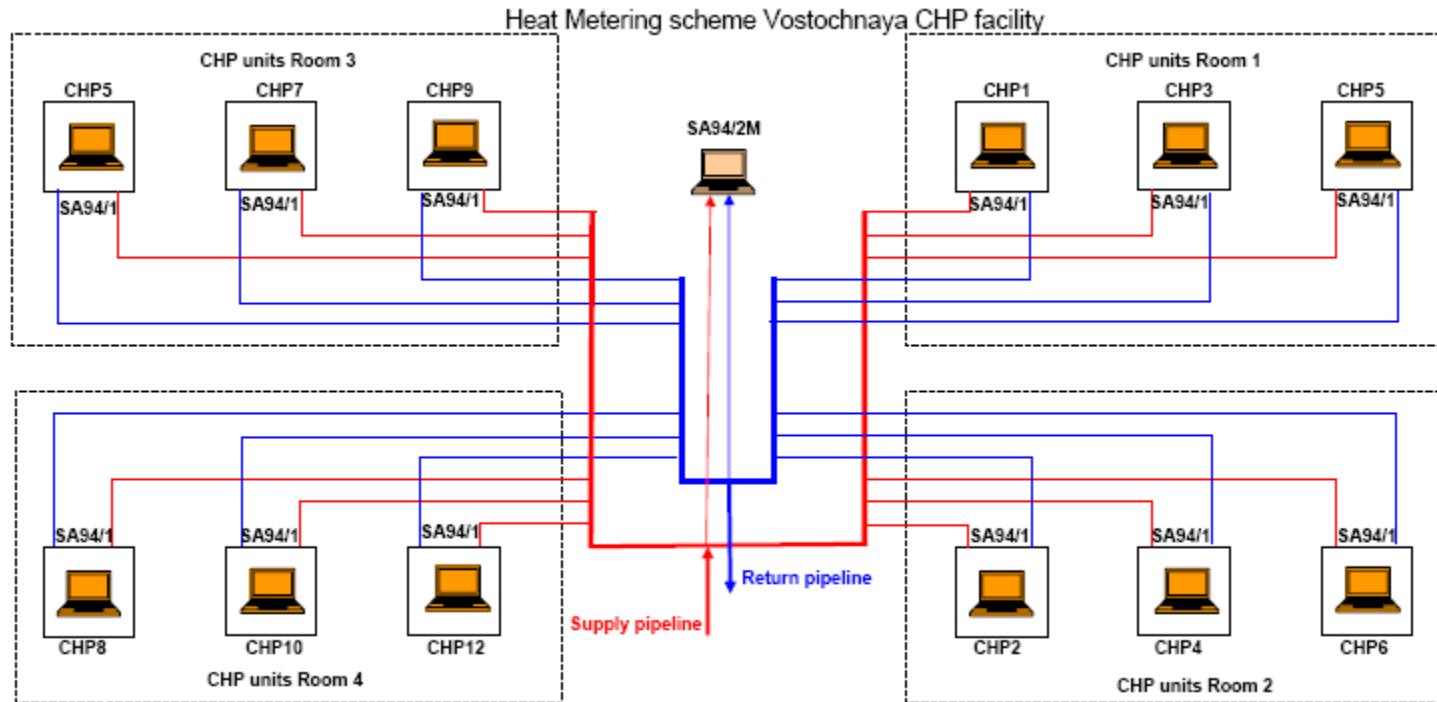 Heat Metering scheme Vostochnaya CHP facility
CHP units Room 3
CHP5
CHP7
CHP9
SA94/1
SA94/1
SA94/1
SA94/2M
CHP units Room 1
CHP1
CHP3
CHP5
SA94/1
SA94/1
SA94/1
SA94/1
SA94/1
SA94/1
CHP8
CHP10
CHP12
CHP units Room 4
Return pipeline
Supply pipeline
SA94/1
SA94/1
SA94/1
CHP2
CHP4
CHP6
CHP units Room 2